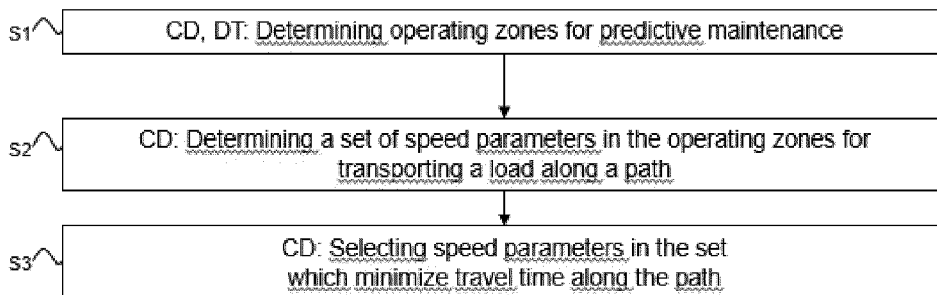 S1 CD, DT: Determining operating zones for predictive maintenance
S2 CD: Determining a set of speed parameters in the operating zones for
transporting a load along a path
S3 CD: Selecting speed parameters in the set
which minimize travel time along the path